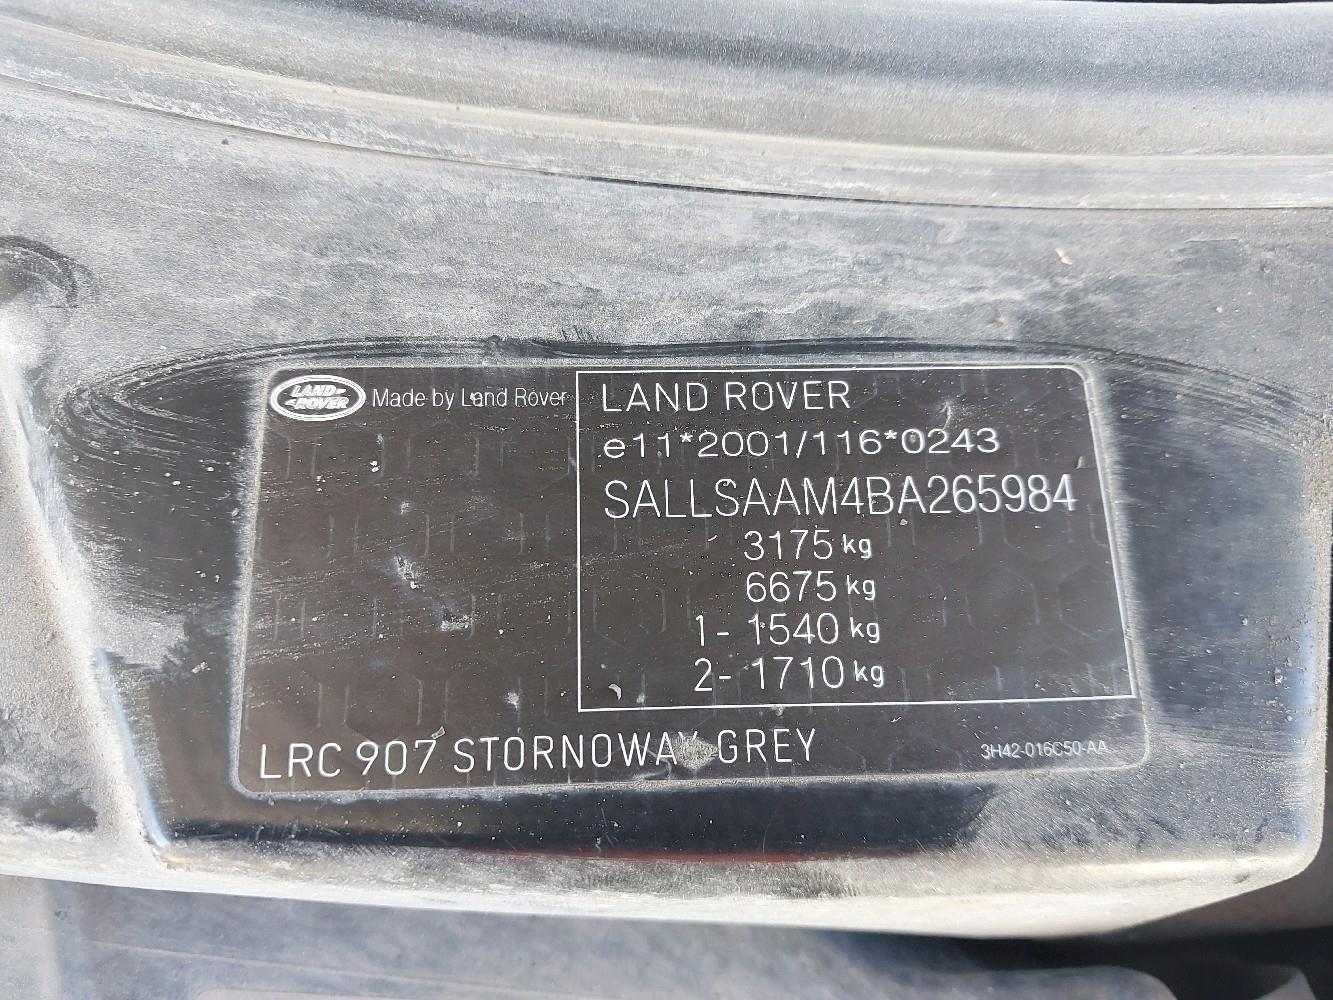 LAND ROVER
Made by Land Rover
LAND ROVER
e11*2001/116*0243
SALLSAAM4BA265984
3175 kg
6675 kg
1- 1540 kg
2- 1710 kg
LRC 907 STORNOWAY GREY
3H42-016C50-AA